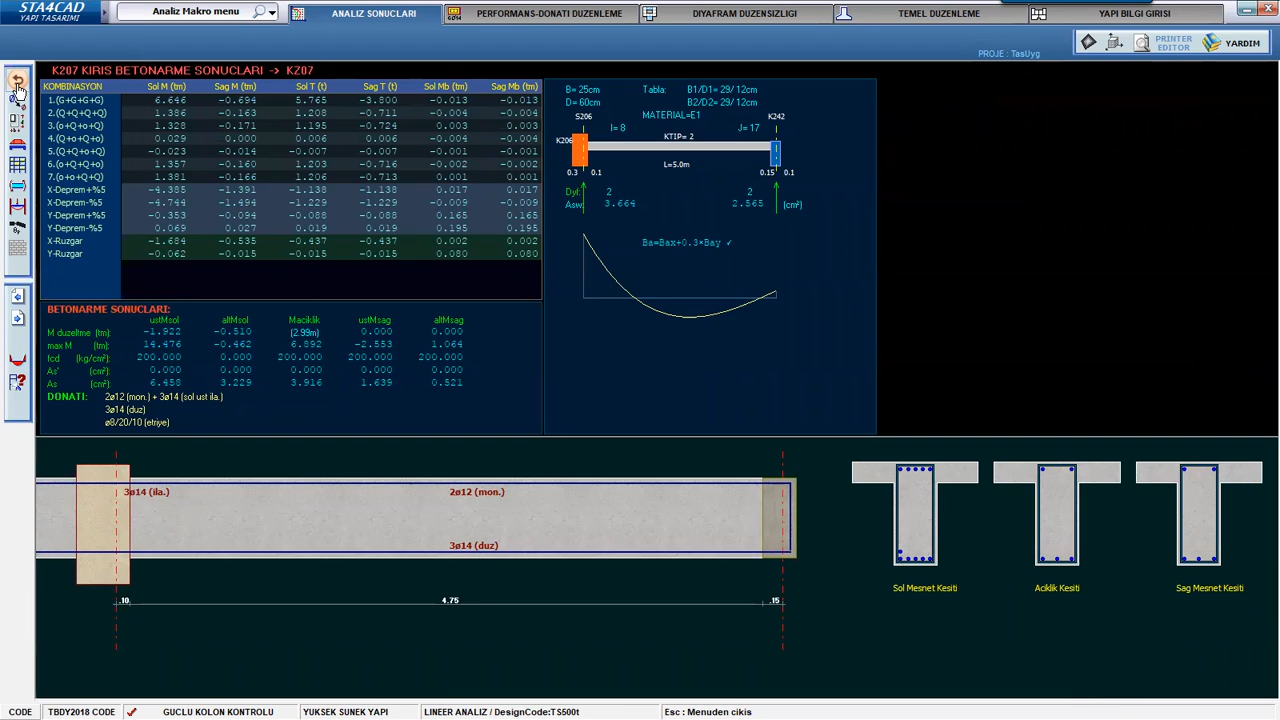 STA4CAD
YAPI TASARIMI
Analiz Makro menu
ANALIZ SONUCLARI
PERFORMANS-DONATI DUZENLEME
DIYAFRAM DUZENSIZLIGI
TEMEL DUZENLEME
YAPI BILGI GIRISI
PROJE : TasUyg
PRINTER EDITOR
YARDIM
K207 KIRIS BETONARME SONUCLARI -> KZ07
KOMBINASYON Sol M (tm) Sag M (tm) Sol T (t) Sag T (t) Sol Mb (tm) Sag Mb (tm)
1.(G+G+G+G) 6.646 -0.694 5.765 -3.800 -0.013 -0.013
2.(Q+Q+Q+Q) 1.386 -0.163 1.208 -0.711 -0.004 -0.004
3.(o+Q+o+Q) 1.328 -0.171 1.195 -0.724 0.003 0.003
4.(Q+o+Q+o) 0.029 0.000 0.006 0.006 -0.004 -0.004
5.(Q+o+o+Q) -0.024 -0.014 -0.007 -0.007 -0.002 -0.002
6.(o+Q+Q+o) 1.357 -0.160 1.203 -0.716 -0.002 -0.002
7.(o+o+Q+Q) 1.381 -0.166 1.206 -0.713 0.001 0.001
X-Deprem+%5 -4.385 -1.391 -1.138 -1.138 0.017 0.017
X-Deprem-%5 -4.744 -1.494 -1.229 -1.229 -0.009 -0.009
Y-Deprem+%5 -0.353 -0.094 -0.088 -0.088 0.165 0.165
Y-Deprem-%5 0.069 0.027 0.019 0.019 0.195 0.195
X-Ruzgar -1.684 -0.535 -0.437 -0.437 0.002 0.002
Y-Ruzgar -0.062 -0.015 -0.015 -0.015 0.080 0.080
BETONARME SONUCLARI:
ustMsol altMsol Maciklik ustMsag altMsag
M duzeltme (tm) -1.922 -0.510 (2.99m) 0.000 0.000
max M (tm) 14.476 -0.462 6.892 -2.553 1.064
fcd (kg/cm²) 200.000 0.000 200.000 200.000 200.000
As' (cm²) 0.000 0.000 0.000 0.000 0.000
As (cm²) 6.458 3.229 3.916 1.639 0.521
DONATI: 2ø12 (mon.) + 3ø14 (sol ust ila.)
3ø14 (duz)
ø8/20/10 (etriye)
B= 25cm Tabla: B1/D1= 29/ 12cm
D= 60cm B2/D2= 29/ 12cm
MATERIAL=E1
S206 K242
I= 8 J= 17
K206 KTIP= 2
L=5.0m
0.3 0.1 0.15 0.1
Dyf: 2 2
Asw: 3.664 2.565 (cm²)
Ba=Bax+0.3×Bay ✓
3ø14 (ila.) 2ø12 (mon.)
3ø14 (duz)
.10 4.75 .15
Sol Mesnet Kesiti
Aciklik Kesiti
Sag Mesnet Kesiti
CODE
TBDY2018 CODE
GUCLU KOLON KONTROLU
YUKSEK SUNEK YAPI
LINEER ANALIZ / DesignCode:TS500t
Esc : Menuden cikis